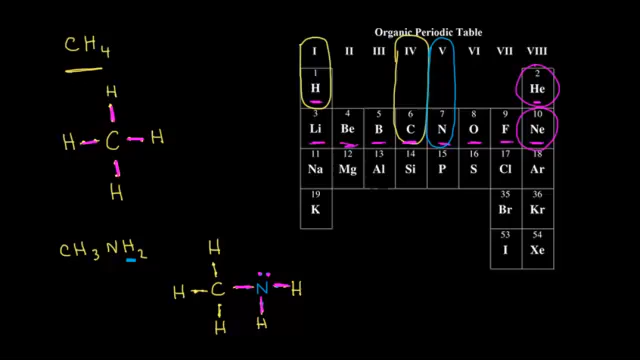 CH4
H
H C H
H
CH3NH2
H
H C N H
H H
Organic Periodic Table
I II III IV V VI VII VIII
1 2
H He
3 4 5 6 7 8 9 10
Li Be B C N O F Ne
11 12 13 14 15 16 17 18
Na Mg Al Si P S Cl Ar
19 35 36
K Br Kr
53 54
I Xe